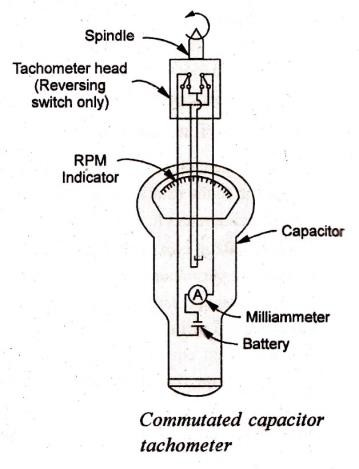 Spindle
Tachometer head
(Reversing
switch only)
RPM
Indicator
Capacitor
A
Milliammeter
Battery
Commutated capacitor
tachometer